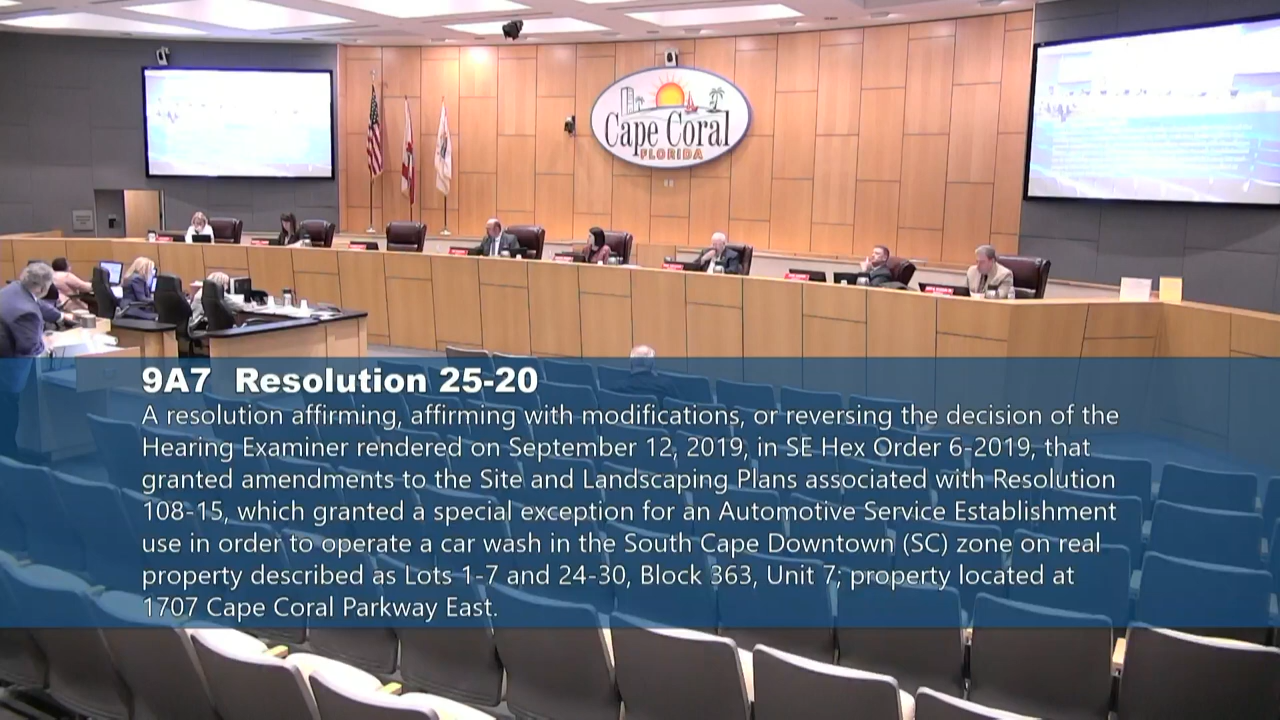 Cape Coral
FLORIDA
9A7 Resolution 25-20
A resolution affirming, affirming with modifications, or reversing the decision of the
Hearing Examiner rendered on September 12, 2019, in SE Hex Order 6-2019, that
granted amendments to the Site and Landscaping Plans associated with Resolution
108-15, which granted a special exception for an Automotive Service Establishment
use in order to operate a car wash in the South Cape Downtown (SC) zone on real
property described as Lots 1-7 and 24-30, Block 363, Unit 7; property located at
1707 Cape Coral Parkway East.